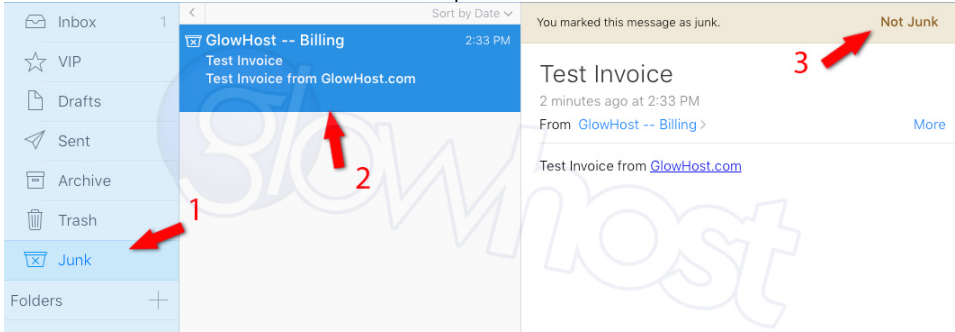 Inbox 1
VIP
Drafts
Sent
Archive
Trash
Junk
Folders
Sort by Date
GlowHost -- Billing 2:33 PM
Test Invoice
Test Invoice from GlowHost.com
You marked this message as junk. Not Junk
Test Invoice
2 minutes ago at 2:33 PM
From GlowHost -- Billing > More
Test Invoice from GlowHost.com
1
2
3
glowhost